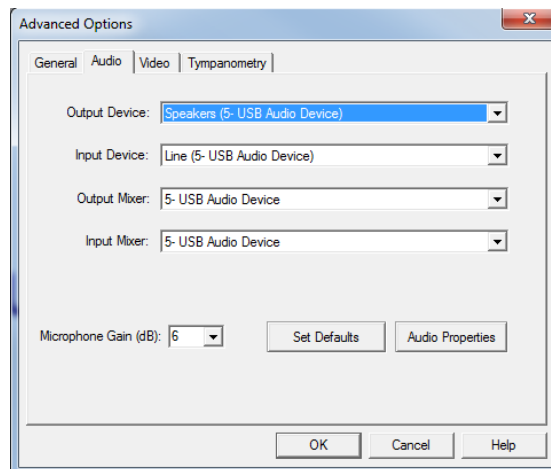 Advanced Options
General Audio Video Tympanometry
Output Device: Speakers (5- USB Audio Device)
Input Device: Line (5- USB Audio Device)
Output Mixer: 5- USB Audio Device
Input Mixer: 5- USB Audio Device
Microphone Gain (dB): 6 Set Defaults Audio Properties
OK Cancel Help